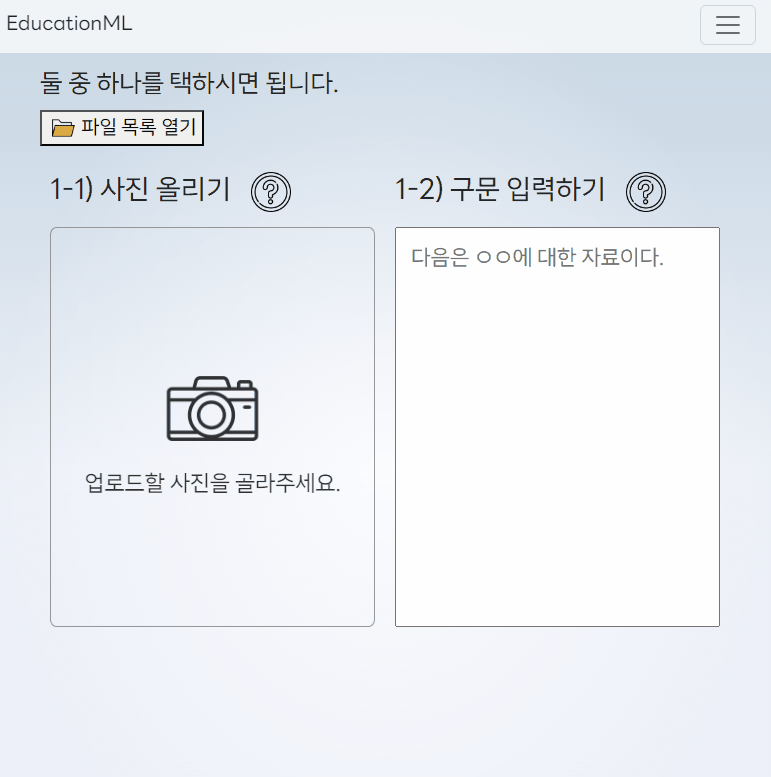 EducationML
둘 중 하나를 택하시면 됩니다.
파일 목록 열기
1-1) 사진 올리기
1-2) 구문 입력하기
다음은 ㅇㅇ에 대한 자료이다.
업로드할 사진을 골라주세요.